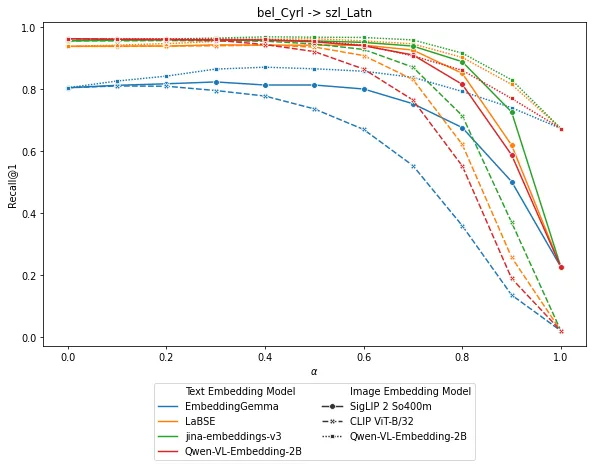 bel_Cyrl -> szl_Latn
Recall@1
1.0
0.8
0.6
0.4
0.2
0.0
0.0 0.2 0.4 0.6 0.8 1.0
α
Text Embedding Model
EmbeddingGemma
LaBSE
jina-embeddings-v3
Qwen-VL-Embedding-2B
Image Embedding Model
SigLIP 2 So400m
CLIP ViT-B/32
Qwen-VL-Embedding-2B